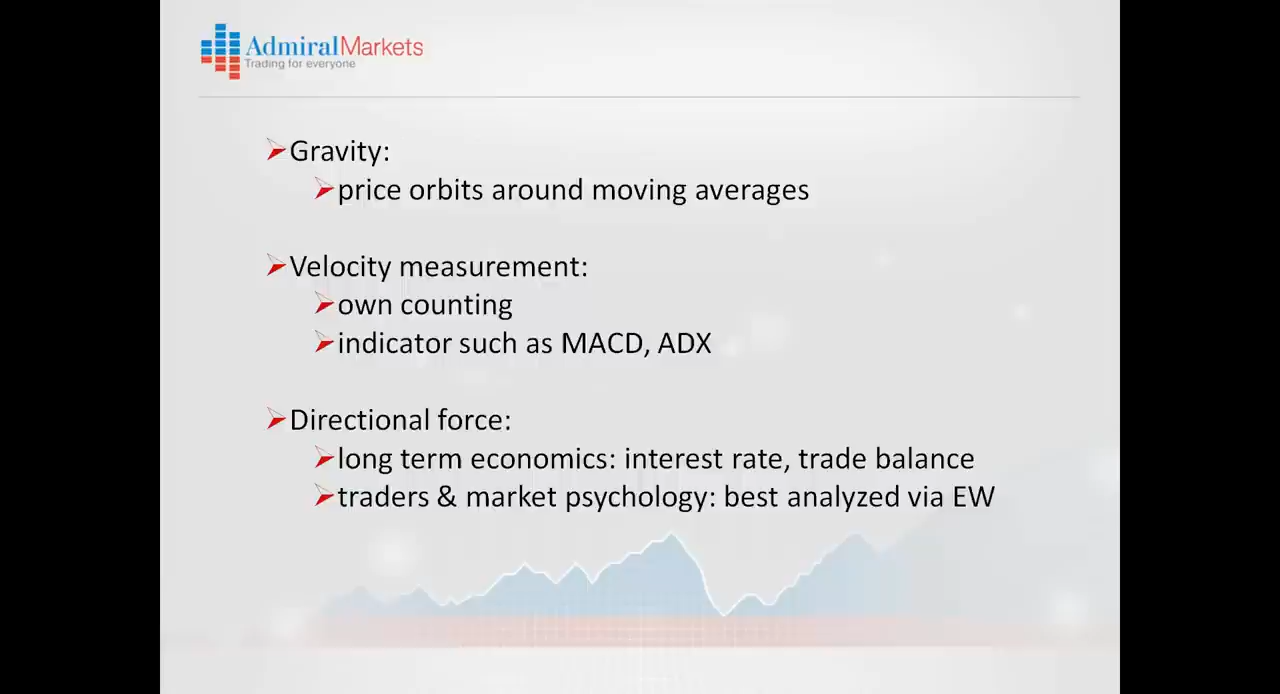 AdmiralMarkets
Trading for everyone
Gravity:
price orbits around moving averages
Velocity measurement:
own counting
indicator such as MACD, ADX
Directional force:
long term economics: interest rate, trade balance
traders & market psychology: best analyzed via EW